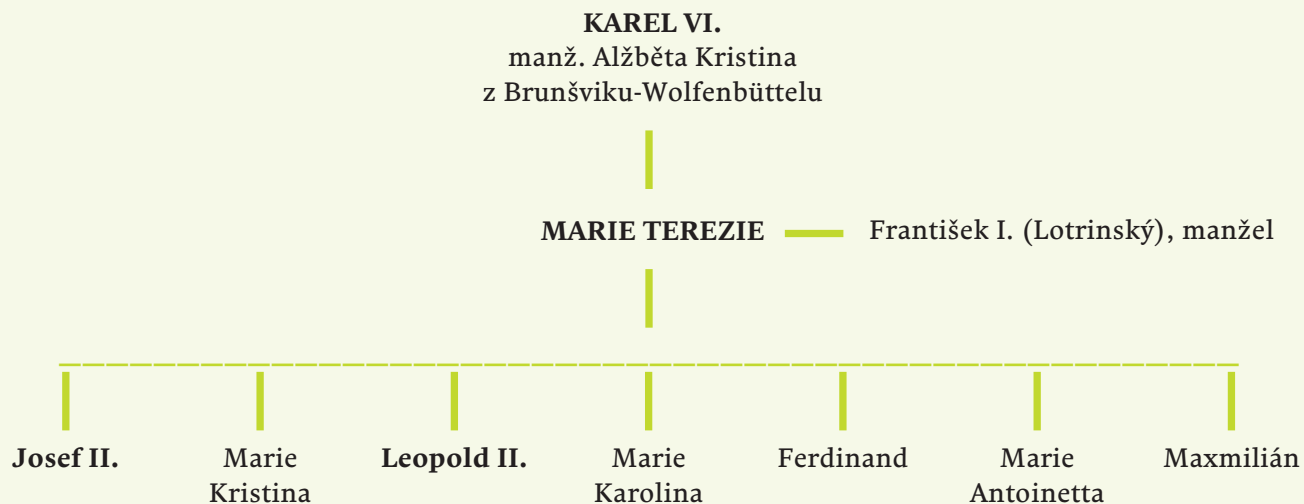 KAREL VI.
manž. Alžběta Kristina
z Brunšviku-Wolfenbüttelu
MARIE TEREZIE František I. (Lotrinský), manžel
Josef II. Marie Leopold II. Marie Ferdinand Marie Maxmilián
Kristina Karolina Antoinetta